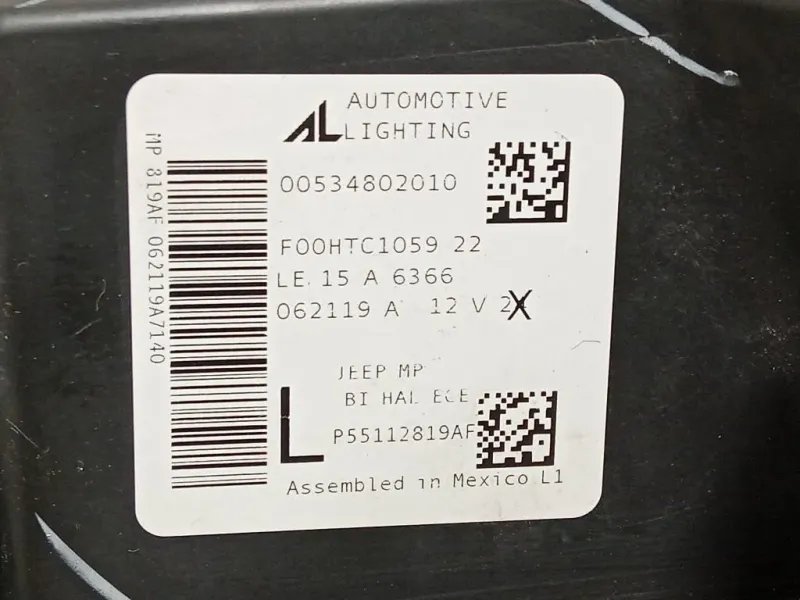 AL AUTOMOTIVE
LIGHTING
00534802010
F00HTC1059 22
LE 15 A 6366
062119 A 12 V
JEEP MP
BI HAL ECE
L
P55112819AF
Assembled in Mexico L1
MP 819AF 062119A7140